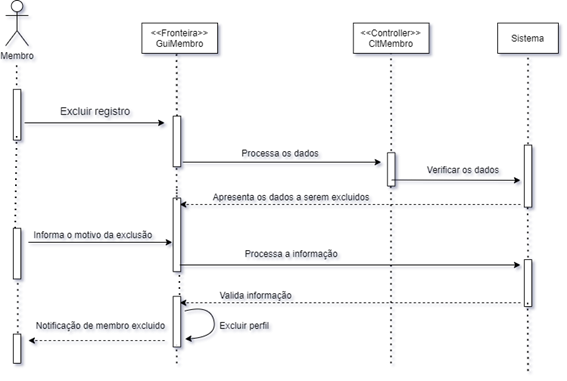 <<Fronteira>>
GuiMembro
<<Controller>>
CltMembro
Sistema
Membro
Excluir registro
Processa os dados
Verificar os dados
Apresenta os dados a serem excluidos
Informa o motivo da exclusão
Processa a informação
Valida informação
Notificação de membro excluido
Excluir perfil